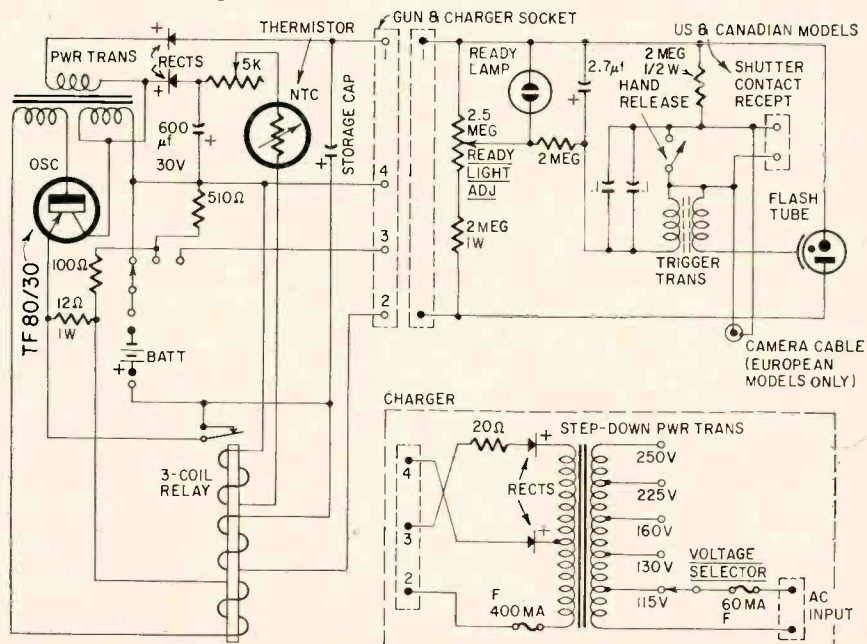 GUN & CHARGER SOCKET
THERMISTOR
US & CANADIAN MODELS
PWR TRANS
RECTS
5K
NTC
STORAGE CAP
READY
LAMP
2.7µf
2 MEG
1/2 W
HAND
RELEASE
SHUTTER
CONTACT
RECEPT
600
µf
30V
OSC
510Ω
2.5
MEG
READY
LIGHT
ADJ
2 MEG
.1
.1
FLASH
TUBE
TRIGGER
TRANS
2 MEG
1W
TF 80/30
100Ω
12Ω
1W
BATT
1
1
4
3
2
CAMERA CABLE
(EUROPEAN
MODELS ONLY)
3-COIL
RELAY
CHARGER
20Ω
STEP-DOWN PWR TRANS
4
3
2
RECTS
250V
225V
160V
130V
115V
VOLTAGE
SELECTOR
F
400 MA
60 MA
F
AC
INPUT